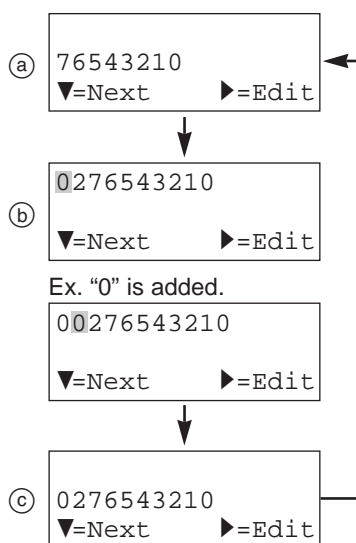 a
76543210
▼=Next ▶=Edit
0276543210
b
▼=Next ▶=Edit
Ex. “0” is added.
00276543210
▼=Next ▶=Edit
c
0276543210
▼=Next ▶=Edit